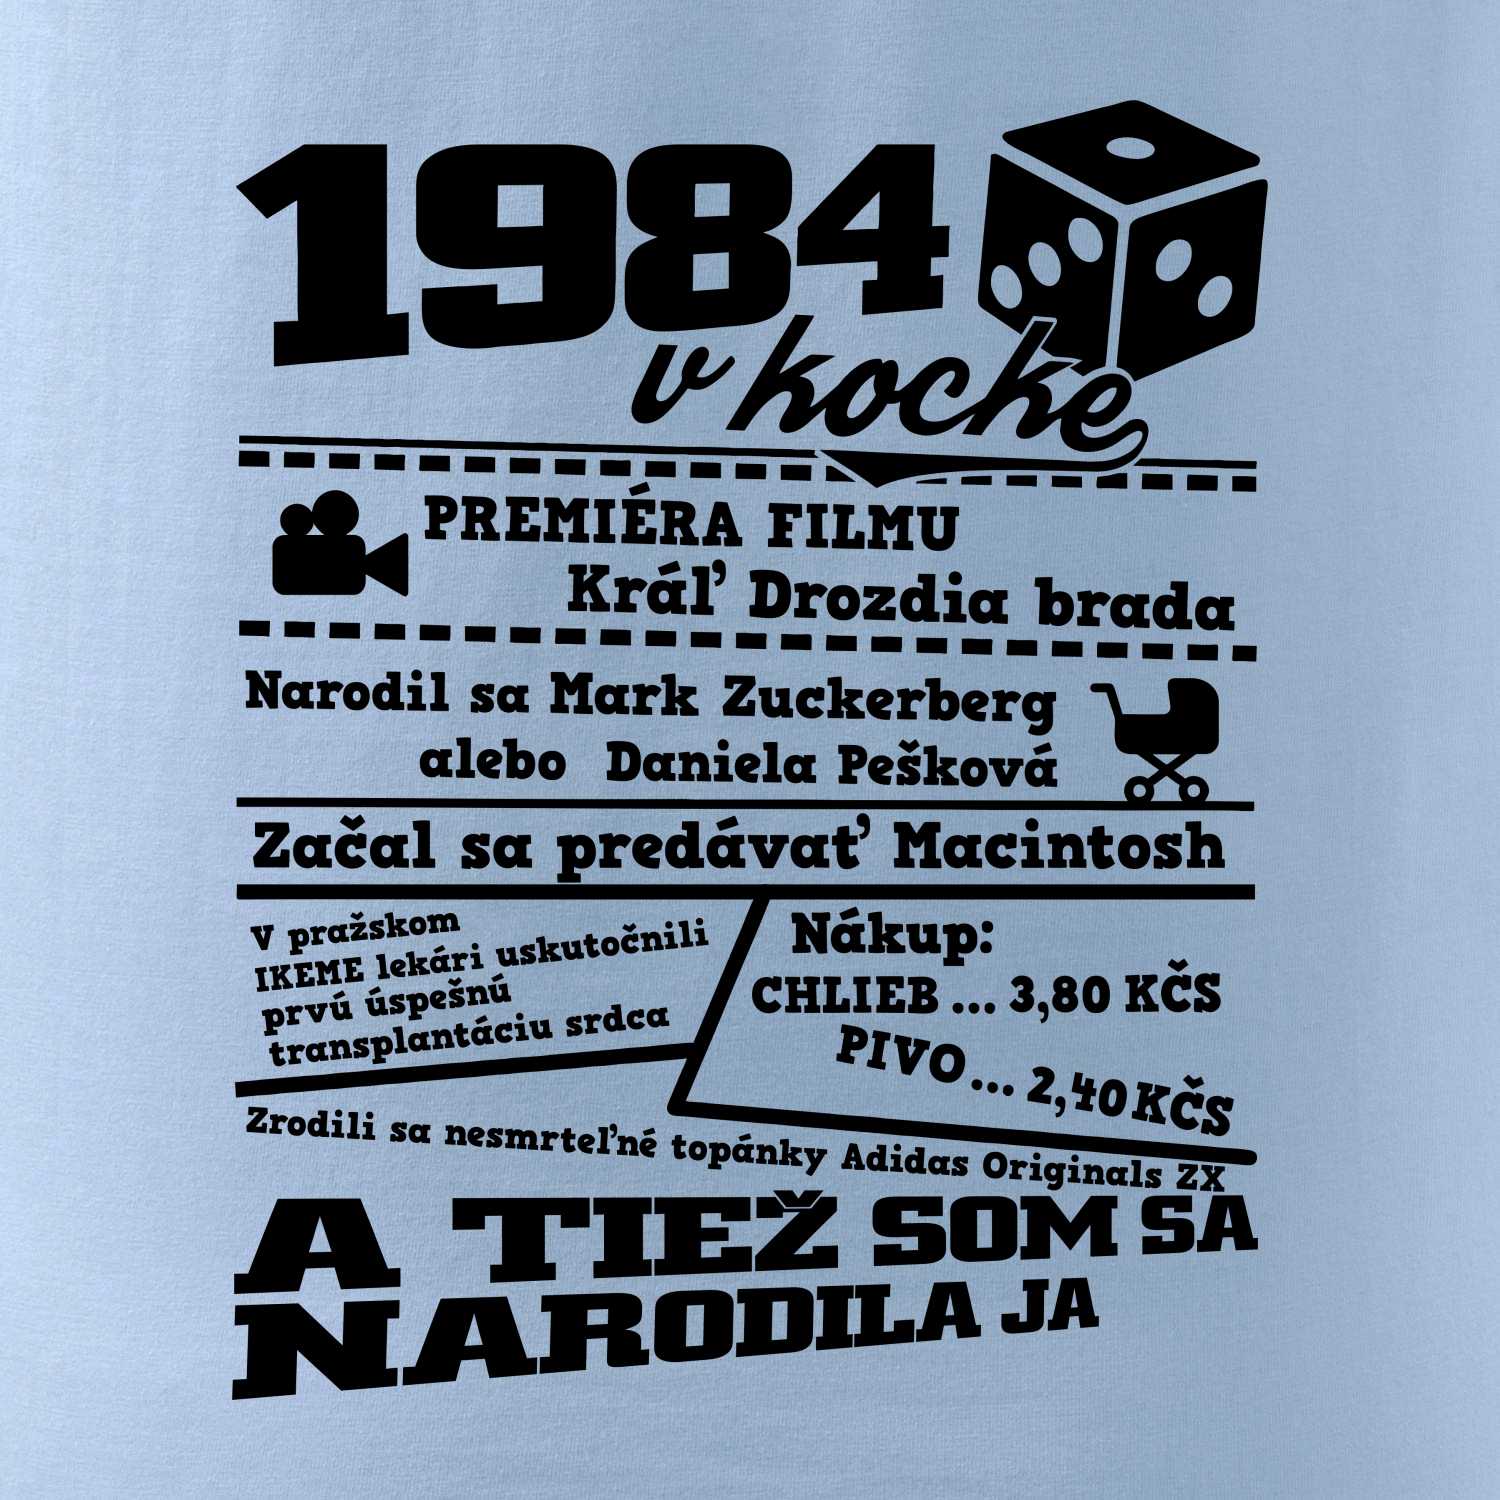 1984
v kocke
PREMIÉRA FILMU
Kráľ Drozdia brada
Narodil sa Mark Zuckerberg
alebo Daniela Pešková
Začal sa predávať Macintosh
V pražskom
IKEME lekári uskutočnili
prvú úspešnú
transplantáciu srdca
Nákup:
CHLIEB ... 3,80 KČS
PIVO ... 2,40 KČS
Zrodili sa nesmrteľné topánky Adidas Originals ZX
A TIEŽ SOM SA
NARODILA JA